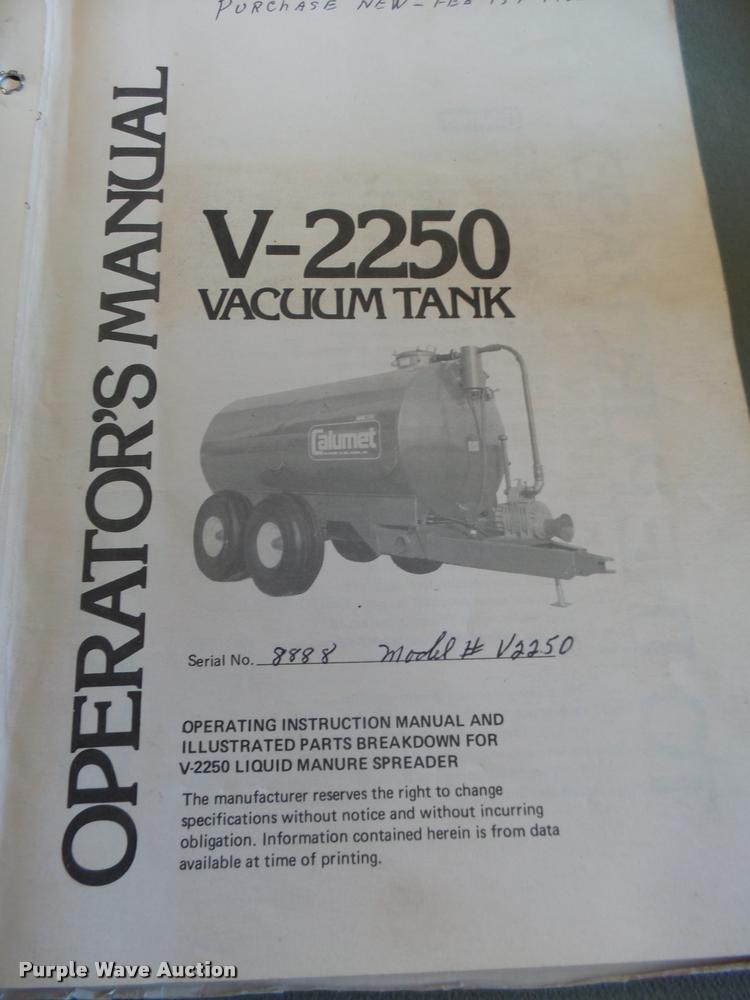 PURCHASE NEW - FEB 1ST
OPERATOR'S MANUAL
V-2250
VACUUM TANK
Calumet
Serial No. 8888 Model # V2250
OPERATING INSTRUCTION MANUAL AND
ILLUSTRATED PARTS BREAKDOWN FOR
V-2250 LIQUID MANURE SPREADER
The manufacturer reserves the right to change
specifications without notice and without incurring
obligation. Information contained herein is from data
available at time of printing.
Purple Wave Auction